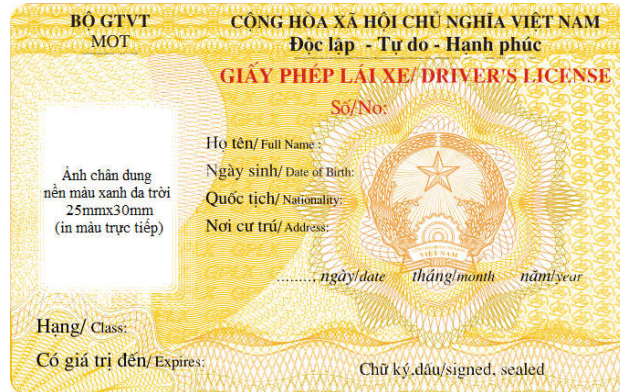 BỘ GTVT
MOT
CỘNG HÒA XÃ HỘI CHỦ NGHĨA VIỆT NAM
Độc lập - Tự do - Hạnh phúc
GIẤY PHÉP LÁI XE/ DRIVER'S LICENSE
Số/No:
Ảnh chân dung
nền màu xanh da trời
25mmx30mm
(in màu trực tiếp)
Họ tên/ Full Name :
Ngày sinh/ Date of Birth:
Quốc tịch/ Nationality:
Nơi cư trú/ Address:
VIỆT NAM
........, ngày/date tháng/month năm/year
Hạng/ Class:
Có giá trị đến/ Expires:
Chữ ký,dấu/signed, sealed